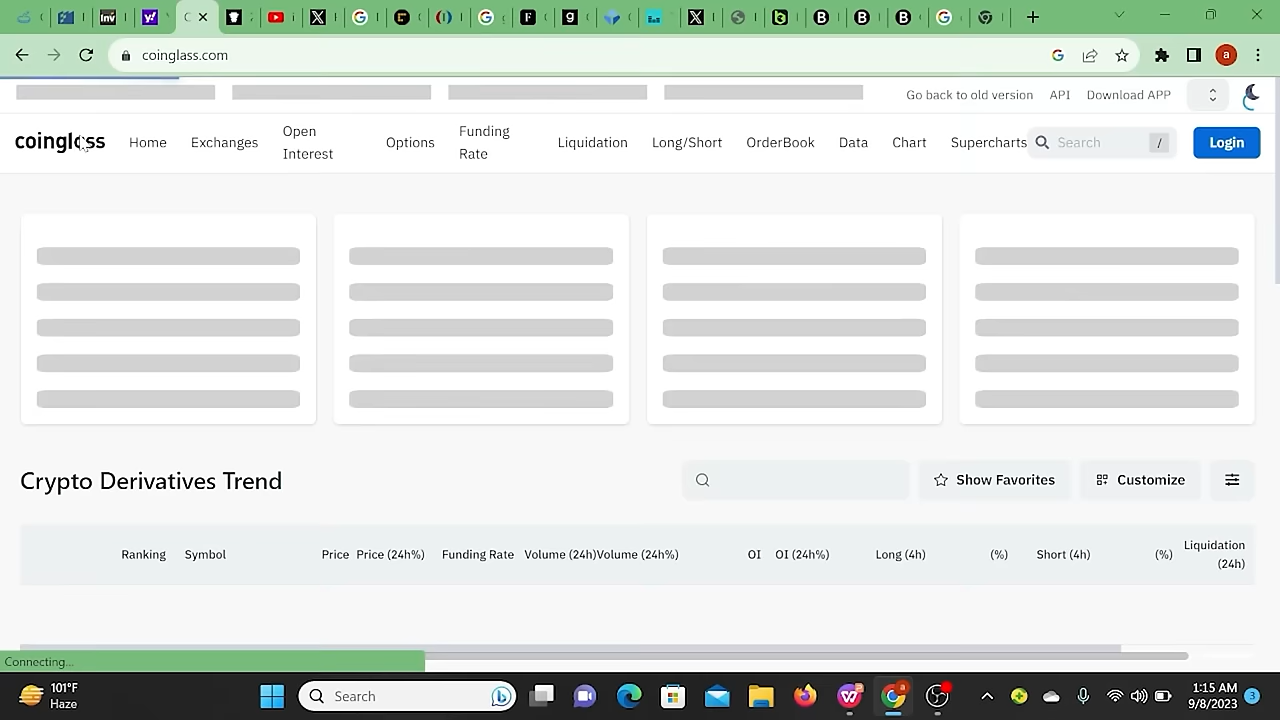 coinglass.com
Go back to old version API Download APP
coinglass Home Exchanges Open Interest Options Funding Rate Liquidation Long/Short OrderBook Data Chart Supercharts Search / Login
Crypto Derivatives Trend Show Favorites Customize
Ranking Symbol Price Price (24h%) Funding Rate Volume (24h) Volume (24h%) OI OI (24h%) Long (4h) (%) Short (4h) (%) Liquidation (24h)
Connecting...
101°F
Haze
Search
1:15 AM
9/8/2023
3